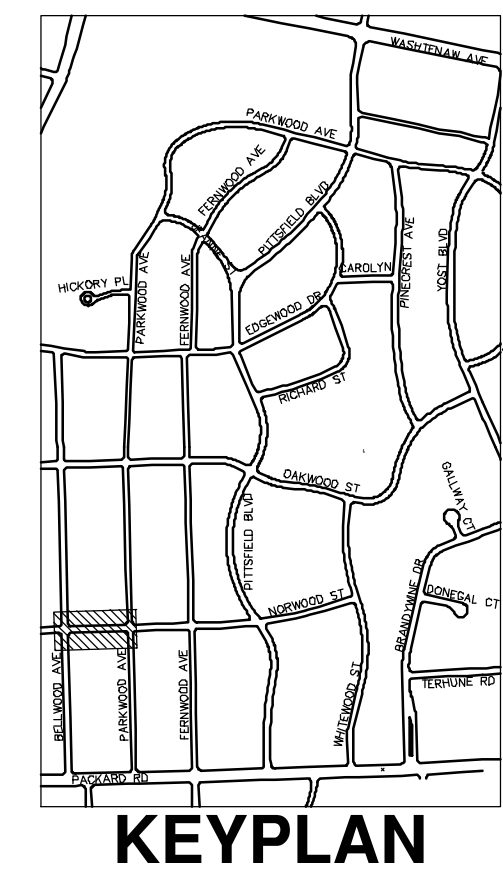 WASHTENAW AVE
PARKWOOD AVE
FERNWOOD AVE
PITTSFIELD BLVD
PINECREST AVE
YOST BLVD
CAROLYN
HICKORY PL
PARKWOOD AVE
FERNWOOD AVE
EDGEWOOD DR
RICHARD ST
OAKWOOD ST
GALLWAY CT
PITTSFIELD BLVD
BRANDYWINE DR
DONEGAL CT
NORWOOD ST
BELLWOOD AVE
PARKWOOD AVE
FERNWOOD AVE
WHITEWOOD ST
TERHUNE RD
PACKARD RD
KEYPLAN